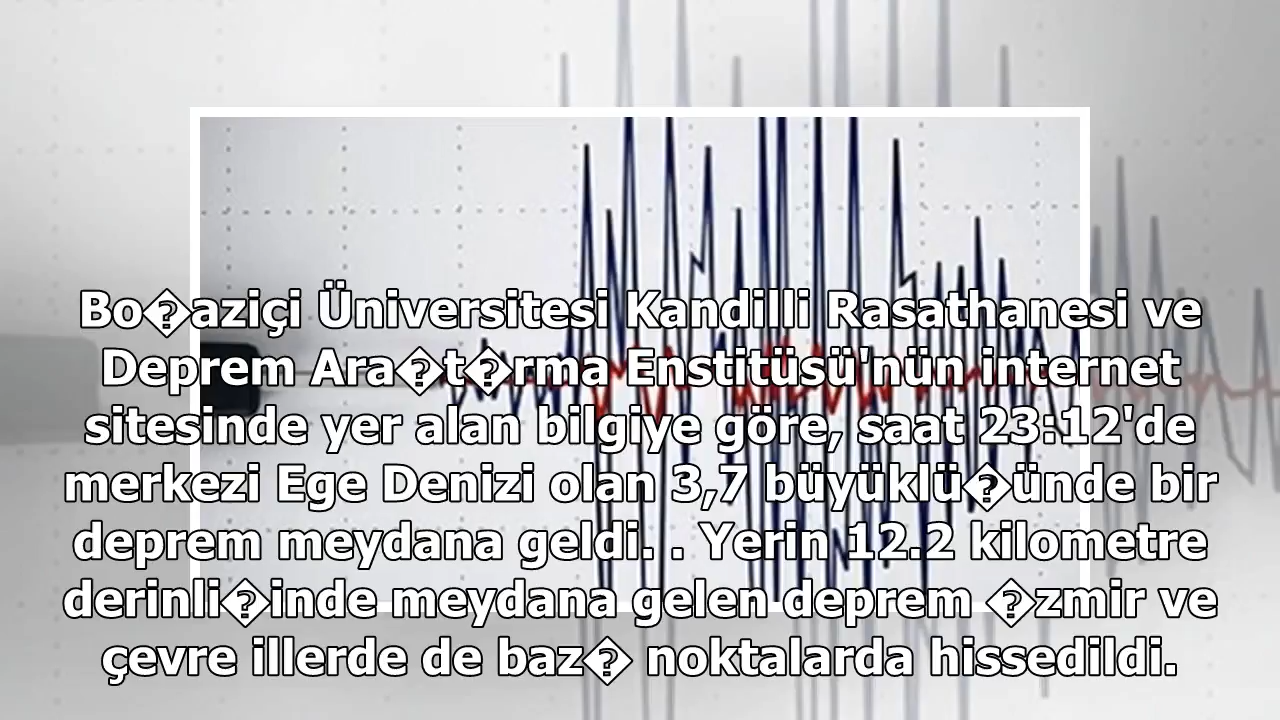 Bo�aziçi Üniversitesi Kandilli Rasathanesi ve
Deprem Ara�t�rma Enstitüsü'nün internet
sitesinde yer alan bilgiye göre, saat 23:12'de
merkezi Ege Denizi olan 3,7 büyüklü�ünde bir
deprem meydana geldi. . Yerin 12.2 kilometre
derinli�inde meydana gelen deprem �zmir ve
çevre illerde de baz� noktalarda hissedildi.